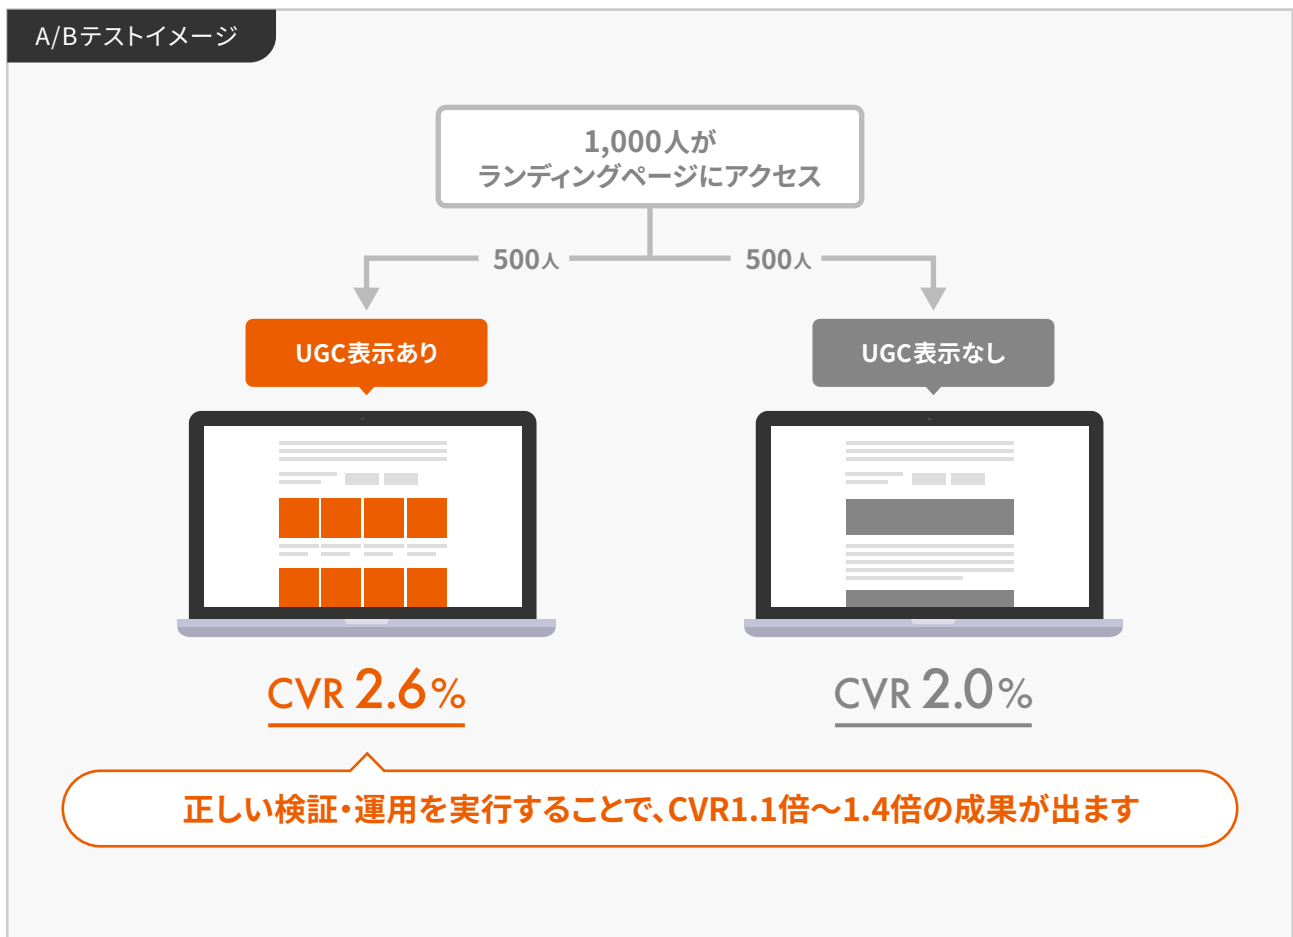 A/Bテストイメージ
1,000人が
ランディングページにアクセス
500人
500人
UGC表示あり
UGC表示なし
CVR 2.6%
CVR 2.0%
正しい検証・運用を実行することで、CVR1.1倍〜1.4倍の成果が出ます